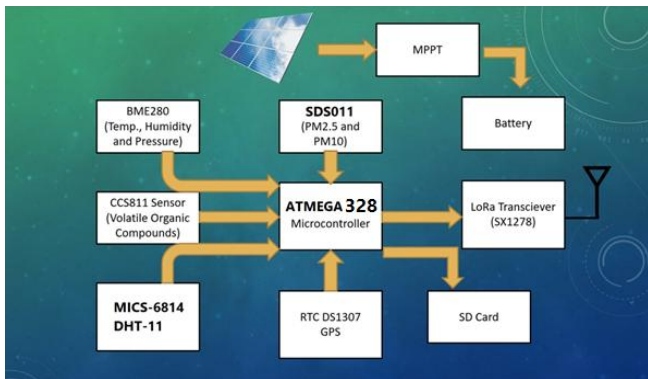 MPPT
BME280
(Temp., Humidity
and Pressure)
SDS011
(PM2.5 and
PM10)
Battery
CCS811 Sensor
(Volatile Organic
Compounds)
ATMEGA 328
Microcontroller
LoRa Transciever
(SX1278)
MICS-6814
DHT-11
RTC DS1307
GPS
SD Card